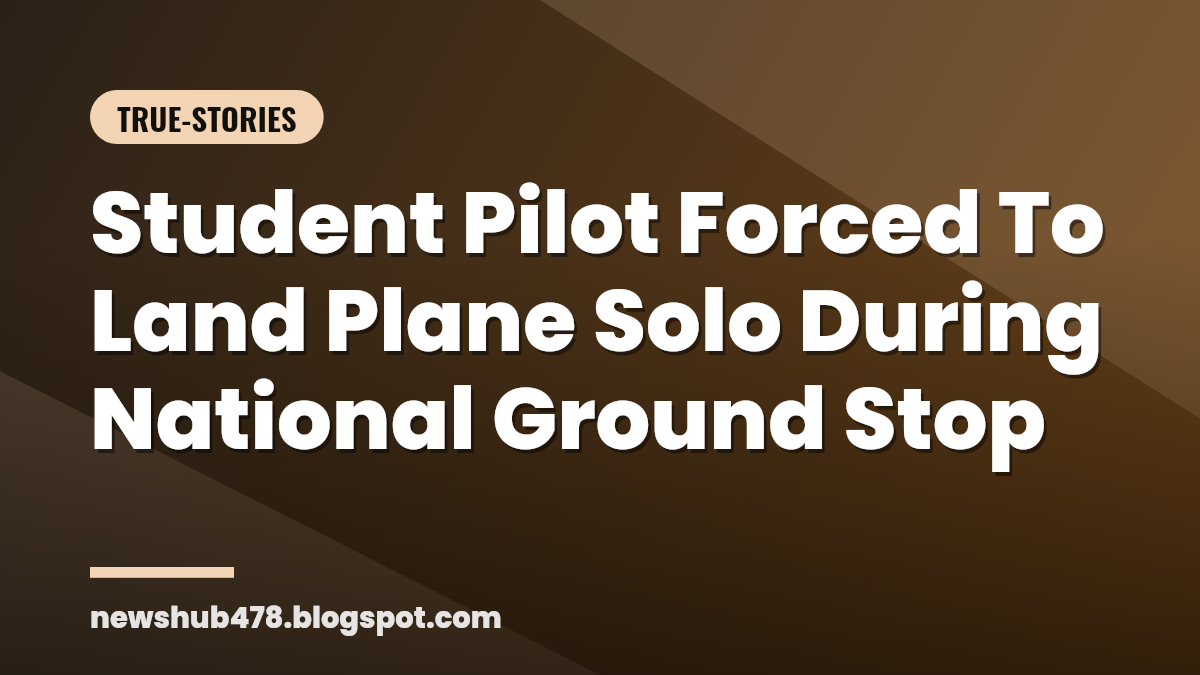 TRUE-STORIES
Student Pilot Forced To
Land Plane Solo During
National Ground Stop
newshub478.blogspot.com